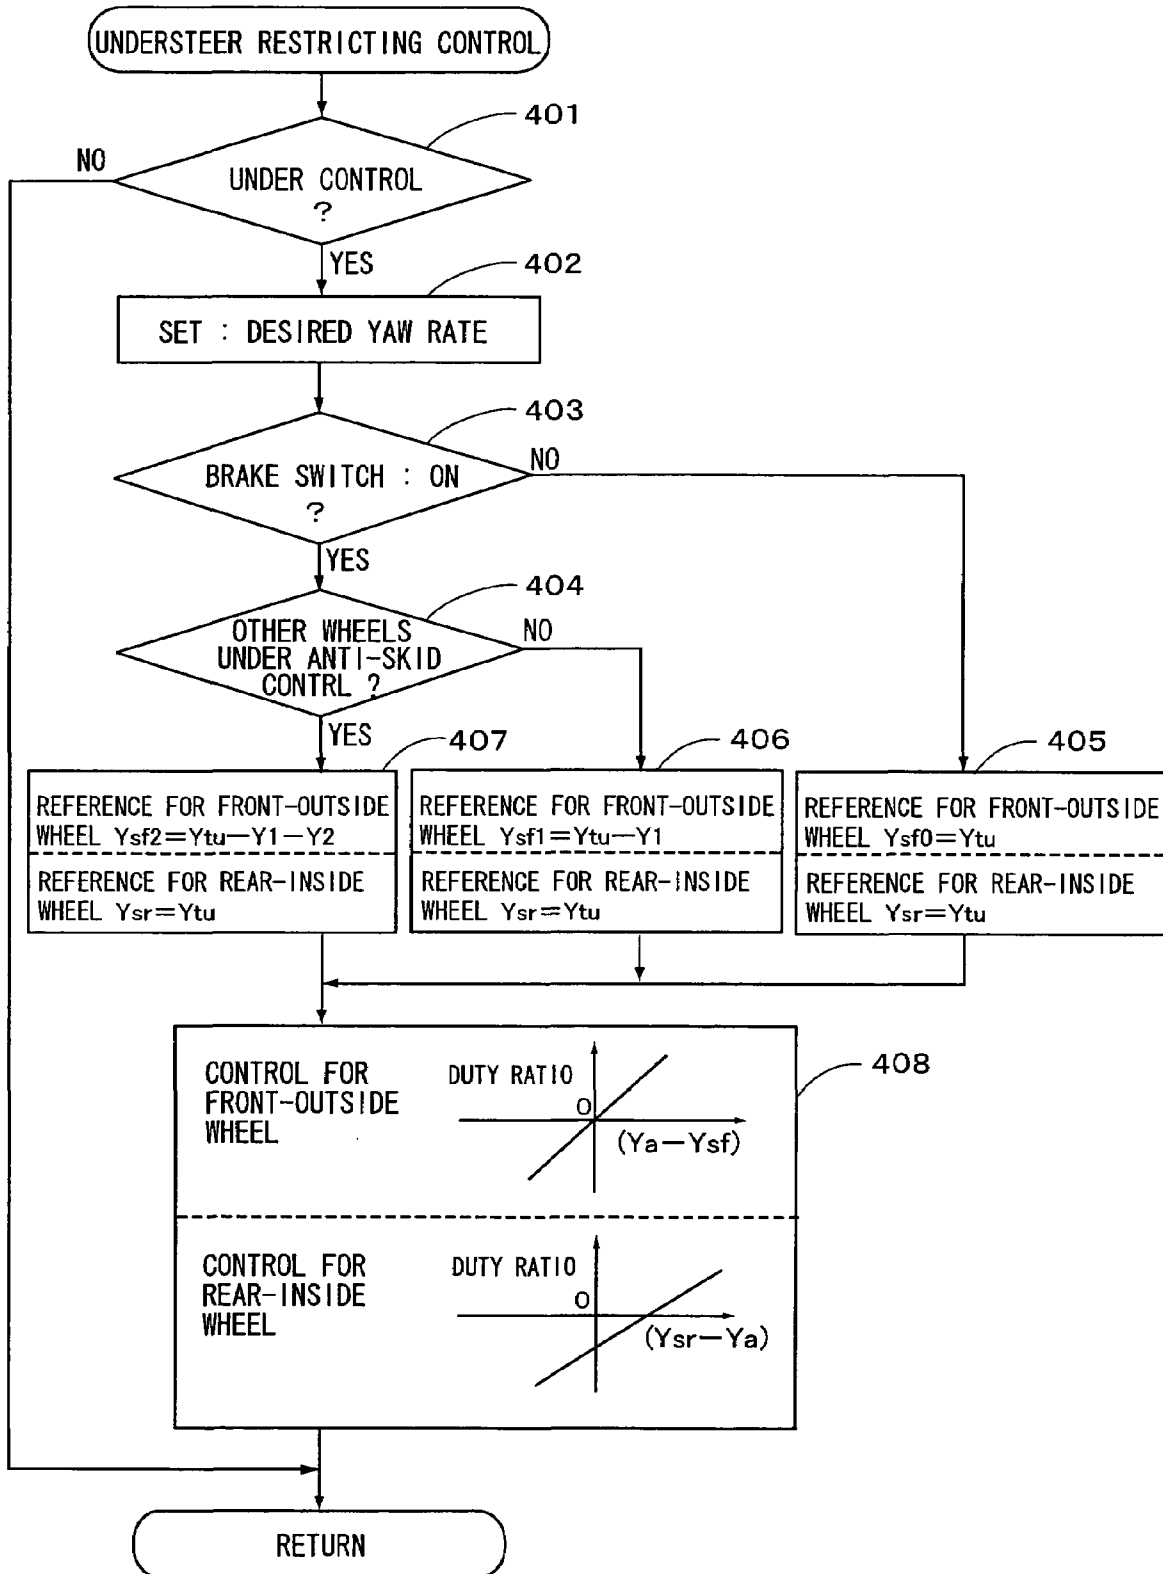 UNDERSTEER RESTRICTING CONTROL
401
NO
UNDER CONTROL
?
YES
402
SET : DESIRED YAW RATE
403
BRAKE SWITCH : ON
?
NO
YES
404
OTHER WHEELS
UNDER ANTI-SKID
CONTRL ?
NO
YES
407
REFERENCE FOR FRONT-OUTSIDE
WHEEL Ysf2=Ytu-Y1-Y2
REFERENCE FOR REAR-INSIDE
WHEEL Ysr=Ytu
406
REFERENCE FOR FRONT-OUTSIDE
WHEEL Ysf1=Ytu-Y1
REFERENCE FOR REAR-INSIDE
WHEEL Ysr=Ytu
405
REFERENCE FOR FRONT-OUTSIDE
WHEEL Ysf0=Ytu
REFERENCE FOR REAR-INSIDE
WHEEL Ysr=Ytu
408
CONTROL FOR
FRONT-OUTSIDE
WHEEL
DUTY RATIO
0
(Ya-Ysf)
CONTROL FOR
REAR-INSIDE
WHEEL
DUTY RATIO
0
(Ysr-Ya)
RETURN